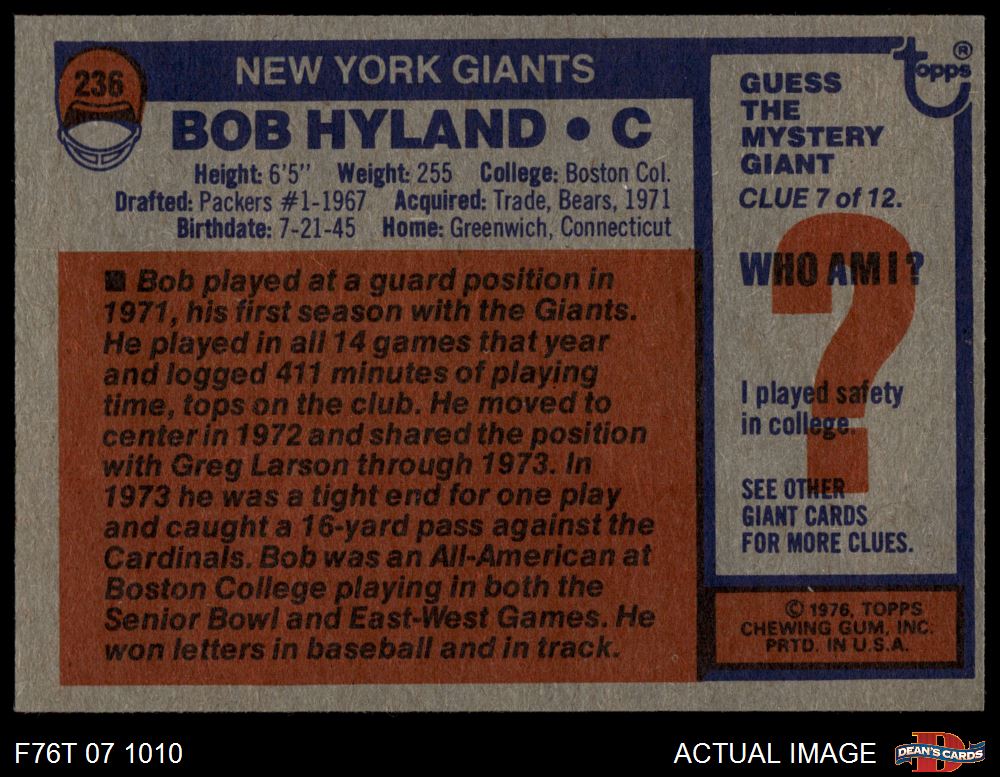 236
NEW YORK GIANTS
BOB HYLAND • C
Height: 6'5" Weight: 255 College: Boston Col.
Drafted: Packers #1-1967 Acquired: Trade, Bears, 1971
Birthdate: 7-21-45 Home: Greenwich, Connecticut
■ Bob played at a guard position in
1971, his first season with the Giants.
He played in all 14 games that year
and logged 411 minutes of playing
time, tops on the club. He moved to
center in 1972 and shared the position
with Greg Larson through 1973. In
1973 he was a tight end for one play
and caught a 16-yard pass against the
Cardinals. Bob was an All-American at
Boston College playing in both the
Senior Bowl and East-West Games. He
won letters in baseball and in track.
topps ®
GUESS
THE
MYSTERY
GIANT
CLUE 7 of 12.
WHO AM I?
?
I played safety
in college.
SEE OTHER
GIANT CARDS
FOR MORE CLUES.
© 1976, TOPPS
CHEWING GUM, INC.
PRTD. IN U.S.A.
F76T 07 1010
ACTUAL IMAGE
D
DEAN'S CARDS